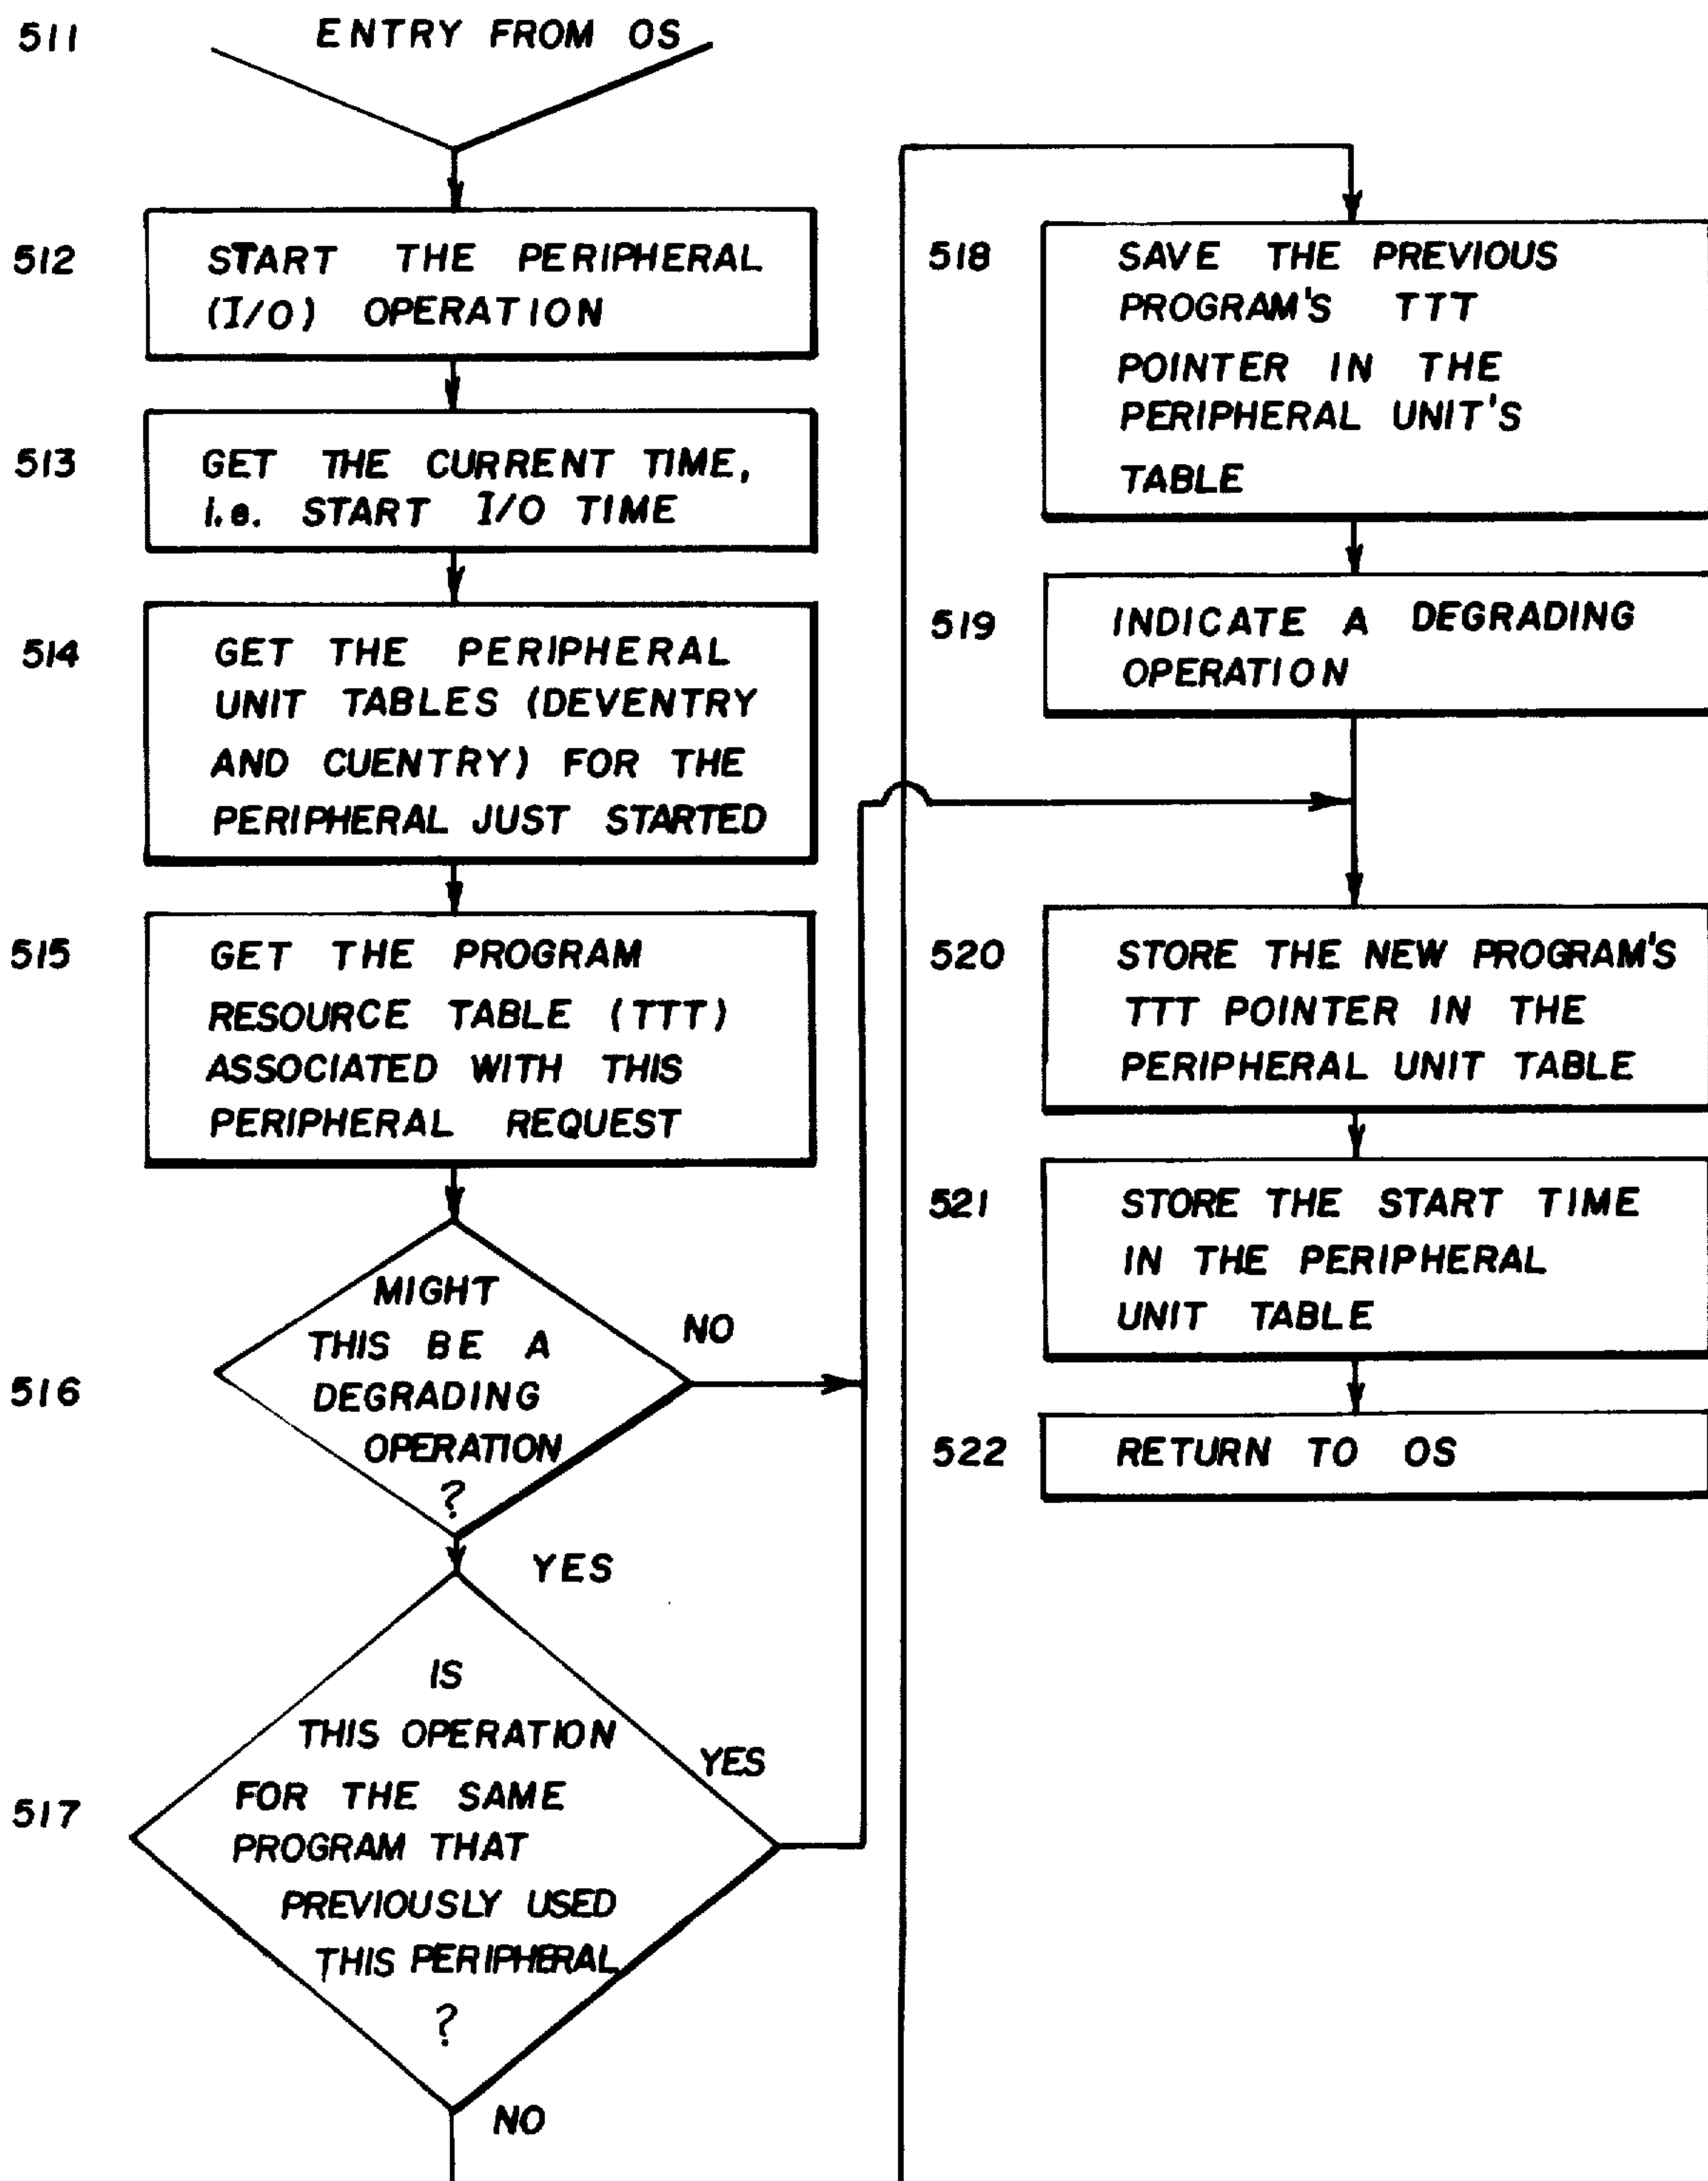 511
ENTRY FROM OS
512
START THE PERIPHERAL
(I/O) OPERATION
513
GET THE CURRENT TIME,
i.e. START I/O TIME
514
GET THE PERIPHERAL
UNIT TABLES (DEVENTRY
AND CUENTRY) FOR THE
PERIPHERAL JUST STARTED
515
GET THE PROGRAM
RESOURCE TABLE (TTT)
ASSOCIATED WITH THIS
PERIPHERAL REQUEST
516
MIGHT
THIS BE A
DEGRADING
OPERATION
?
NO
YES
517
IS
THIS OPERATION
FOR THE SAME
PROGRAM THAT
PREVIOUSLY USED
THIS PERIPHERAL
?
YES
NO
518
SAVE THE PREVIOUS
PROGRAM'S TTT
POINTER IN THE
PERIPHERAL UNIT'S
TABLE
519
INDICATE A DEGRADING
OPERATION
520
STORE THE NEW PROGRAM'S
TTT POINTER IN THE
PERIPHERAL UNIT TABLE
521
STORE THE START TIME
IN THE PERIPHERAL
UNIT TABLE
522
RETURN TO OS